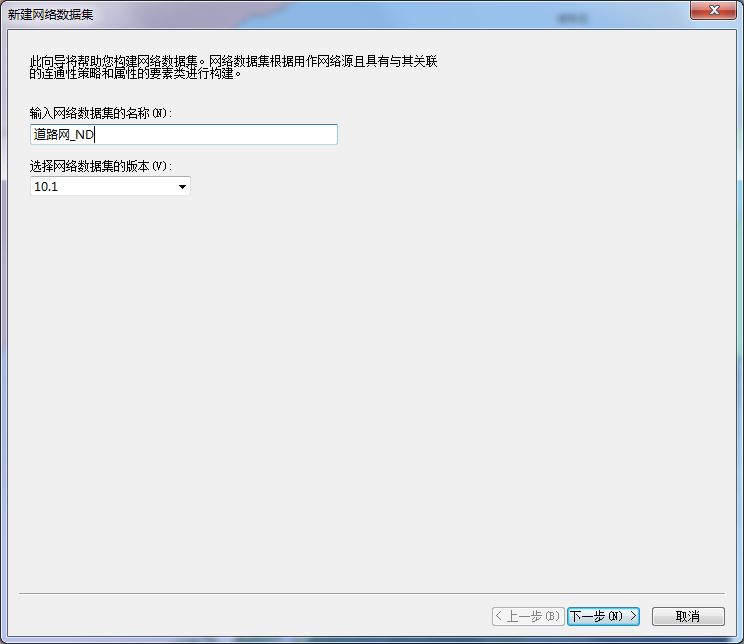 新建网络数据集
此向导将帮助您构建网络数据集。网络数据集根据用作网络源且具有与其关联
的连通性策略和属性的要素类进行构建。
输入网络数据集的名称(N):
道路网_ND
选择网络数据集的版本(V):
10.1
< 上一步(B) 下一步(N) > 取消